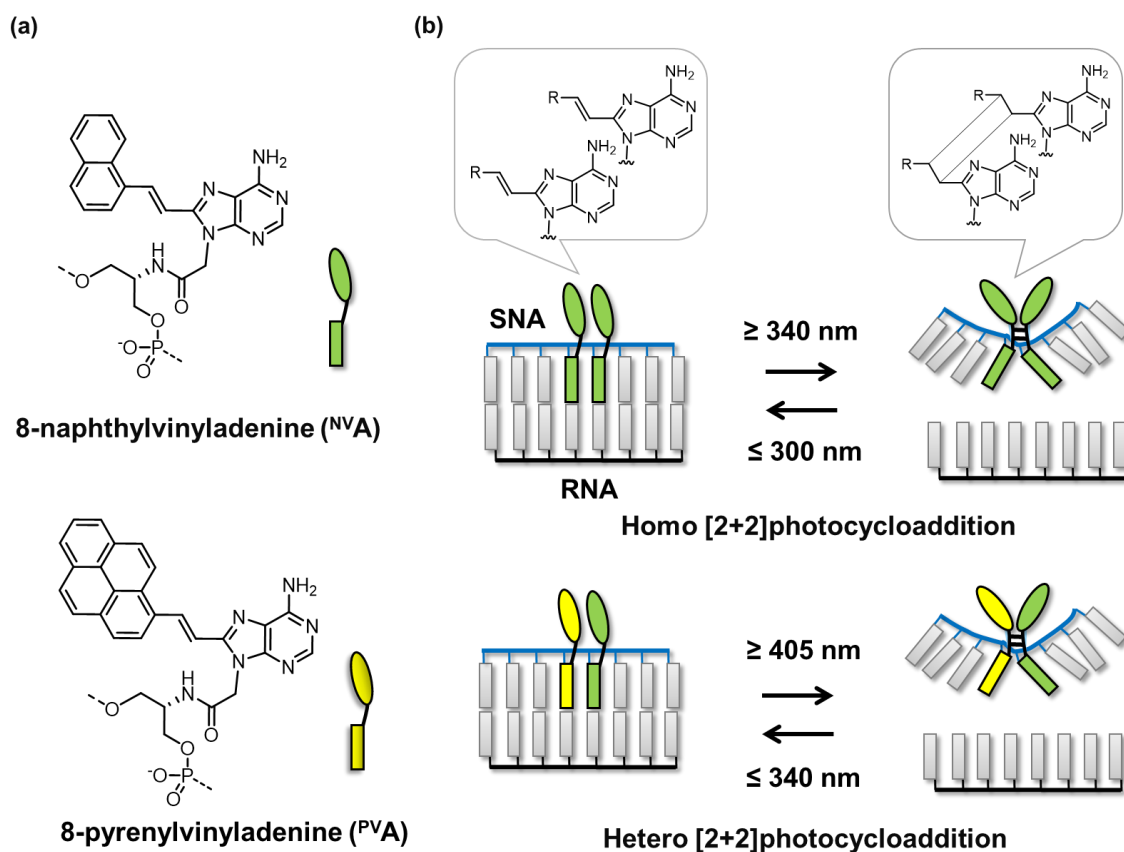 (a)
NH2
N
N
N
N
N
H
O
O
O
P
-O
O
8-naphthylvinyladenine (NVA)
NH2
N
N
N
N
N
H
O
O
O
P
-O
O
8-pyrenylvinyladenine (PVA)
(b)
NH2
R
N
N
N
N
NH2
R
N
N
N
N
NH2
R
N
N
N
N
NH2
R
N
N
N
N
SNA
RNA
≥ 340 nm
≤ 300 nm
Homo [2+2]photocycloaddition
≥ 405 nm
≤ 340 nm
Hetero [2+2]photocycloaddition